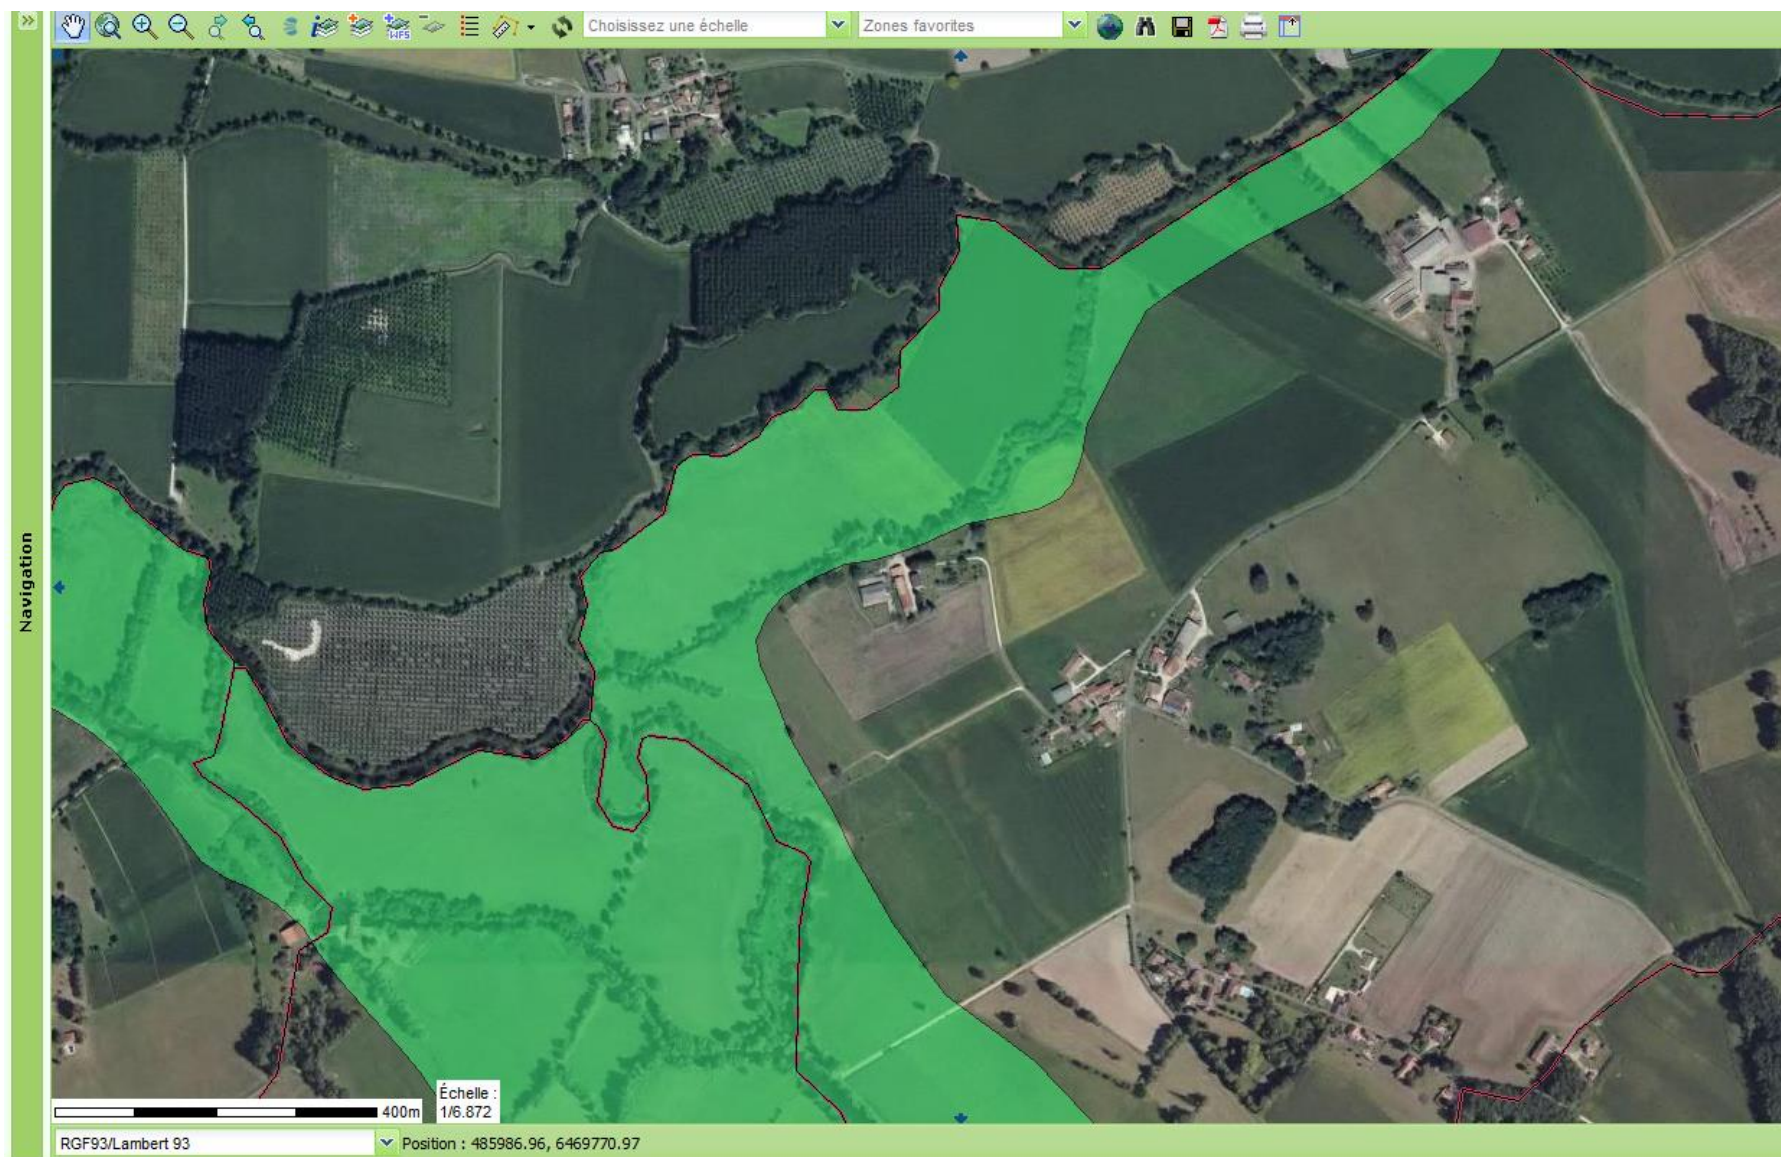 WFS
Choisissez une échelle
Zones favorites
Navigation
400m
Échelle :
1/6.872
RGF93/Lambert 93
Position : 485986.96, 6469770.97